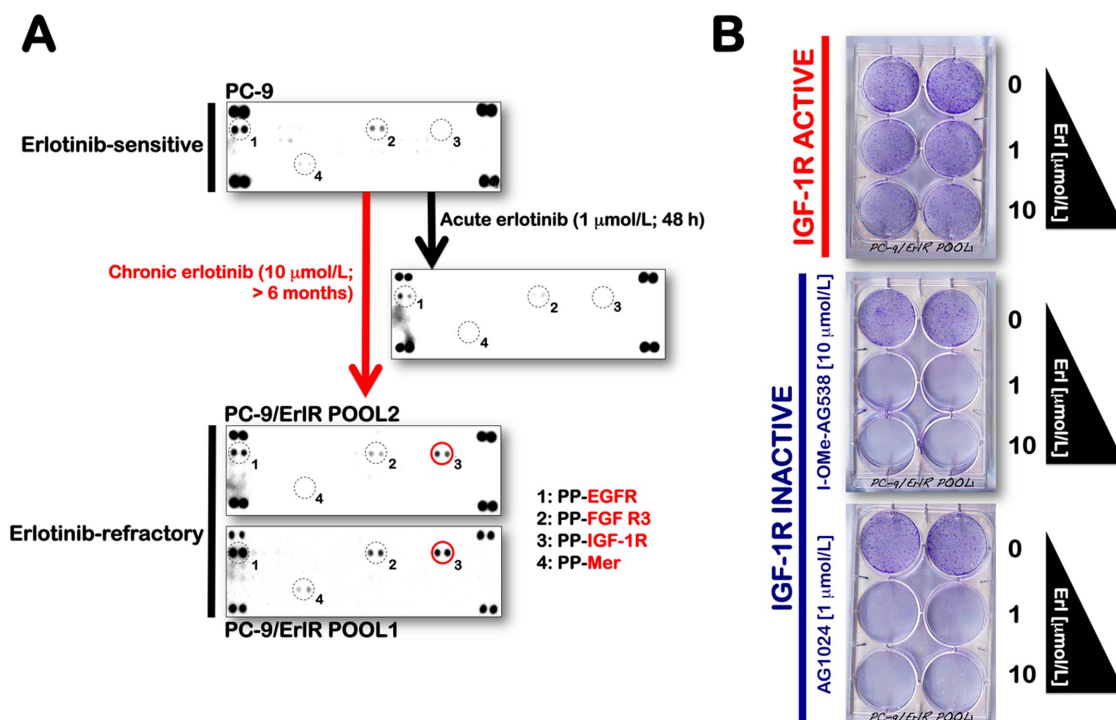 A
PC-9
Erlotinib-sensitive
1
2
3
4
Acute erlotinib (1 µmol/L; 48 h)
Chronic erlotinib (10 µmol/L;
> 6 months)
1
2
3
4
PC-9/ErlR POOL2
1
2
3
4
Erlotinib-refractory
1
2
3
4
PC-9/ErlR POOL1
1: PP-EGFR
2: PP-FGF R3
3: PP-IGF-1R
4: PP-Mer
B
IGF-1R ACTIVE
0
1
10
Erl [µmol/L]
PC-9/ErlR POOL1
IGF-1R INACTIVE
I-OMe-AG538 [10 µmol/L]
0
1
10
Erl [µmol/L]
PC-9/ErlR POOL1
AG1024 [1 µmol/L]
0
1
10
Erl [µmol/L]
PC-9/ErlR POOL1